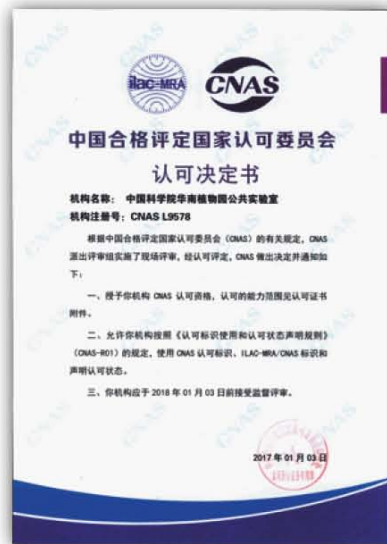 ilac-MRA
CNAS
中国合格评定国家认可委员会
认可决定书
机构名称： 中国科学院华南植物园公共实验室
机构注册号：CNAS L9578
根据中国合格评定国家认可委员会（CNAS）的有关规定，CNAS
派出评审组实施了现场评审，经认可评定，CNAS 做出决定并通知如
下：
一、授予你机构 CNAS 认可资格，认可的能力范围见认可证书
附件。
二、允许你机构按照《认可标识使用和认可状态声明规则》
（CNAS-R01）的规定，使用 CNAS 认可标识、ILAC-MRA/CNAS 标识和
声明认可状态。
三、你机构应于 2018 年 01 月 03 日前接受监督评审。
2017 年 01 月 03 日